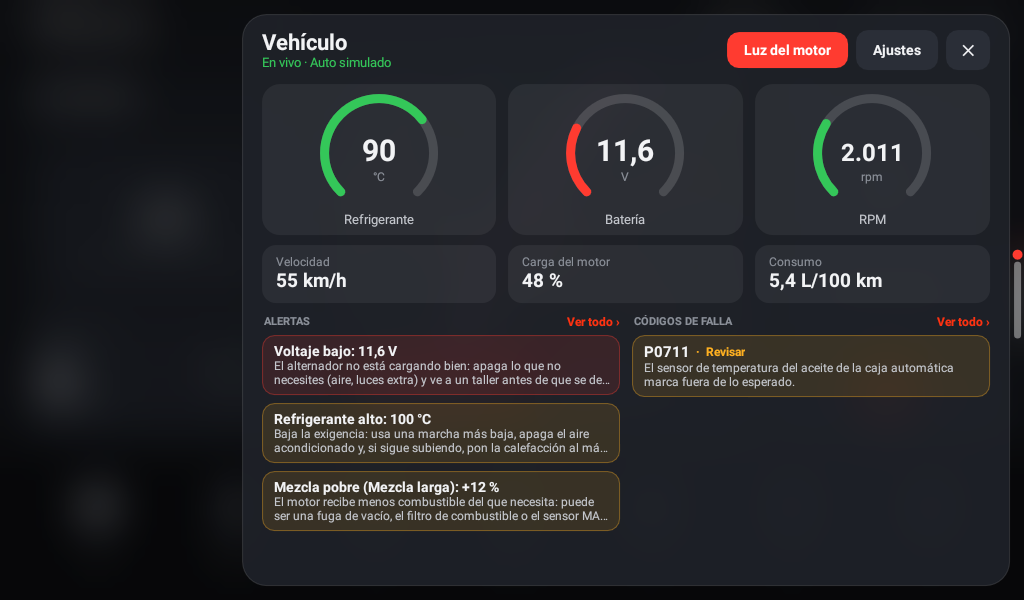 Vehículo
En vivo · Auto simulado
Luz del motor
Ajustes
90
°C
Refrigerante
11,6
V
Batería
2.011
rpm
RPM
Velocidad
55 km/h
Carga del motor
48 %
Consumo
5,4 L/100 km
ALERTAS
Ver todo ›
Voltaje bajo: 11,6 V
El alternador no está cargando bien: apaga lo que no
necesites (aire, luces extra) y ve a un taller antes de que se de…
Refrigerante alto: 100 °C
Baja la exigencia: usa una marcha más baja, apaga el aire
acondicionado y, si sigue subiendo, pon la calefacción al má…
Mezcla pobre (Mezcla larga): +12 %
El motor recibe menos combustible del que necesita: puede
ser una fuga de vacío, el filtro de combustible o el sensor MA…
CÓDIGOS DE FALLA
Ver todo ›
P0711 · Revisar
El sensor de temperatura del aceite de la caja automática
marca fuera de lo esperado.